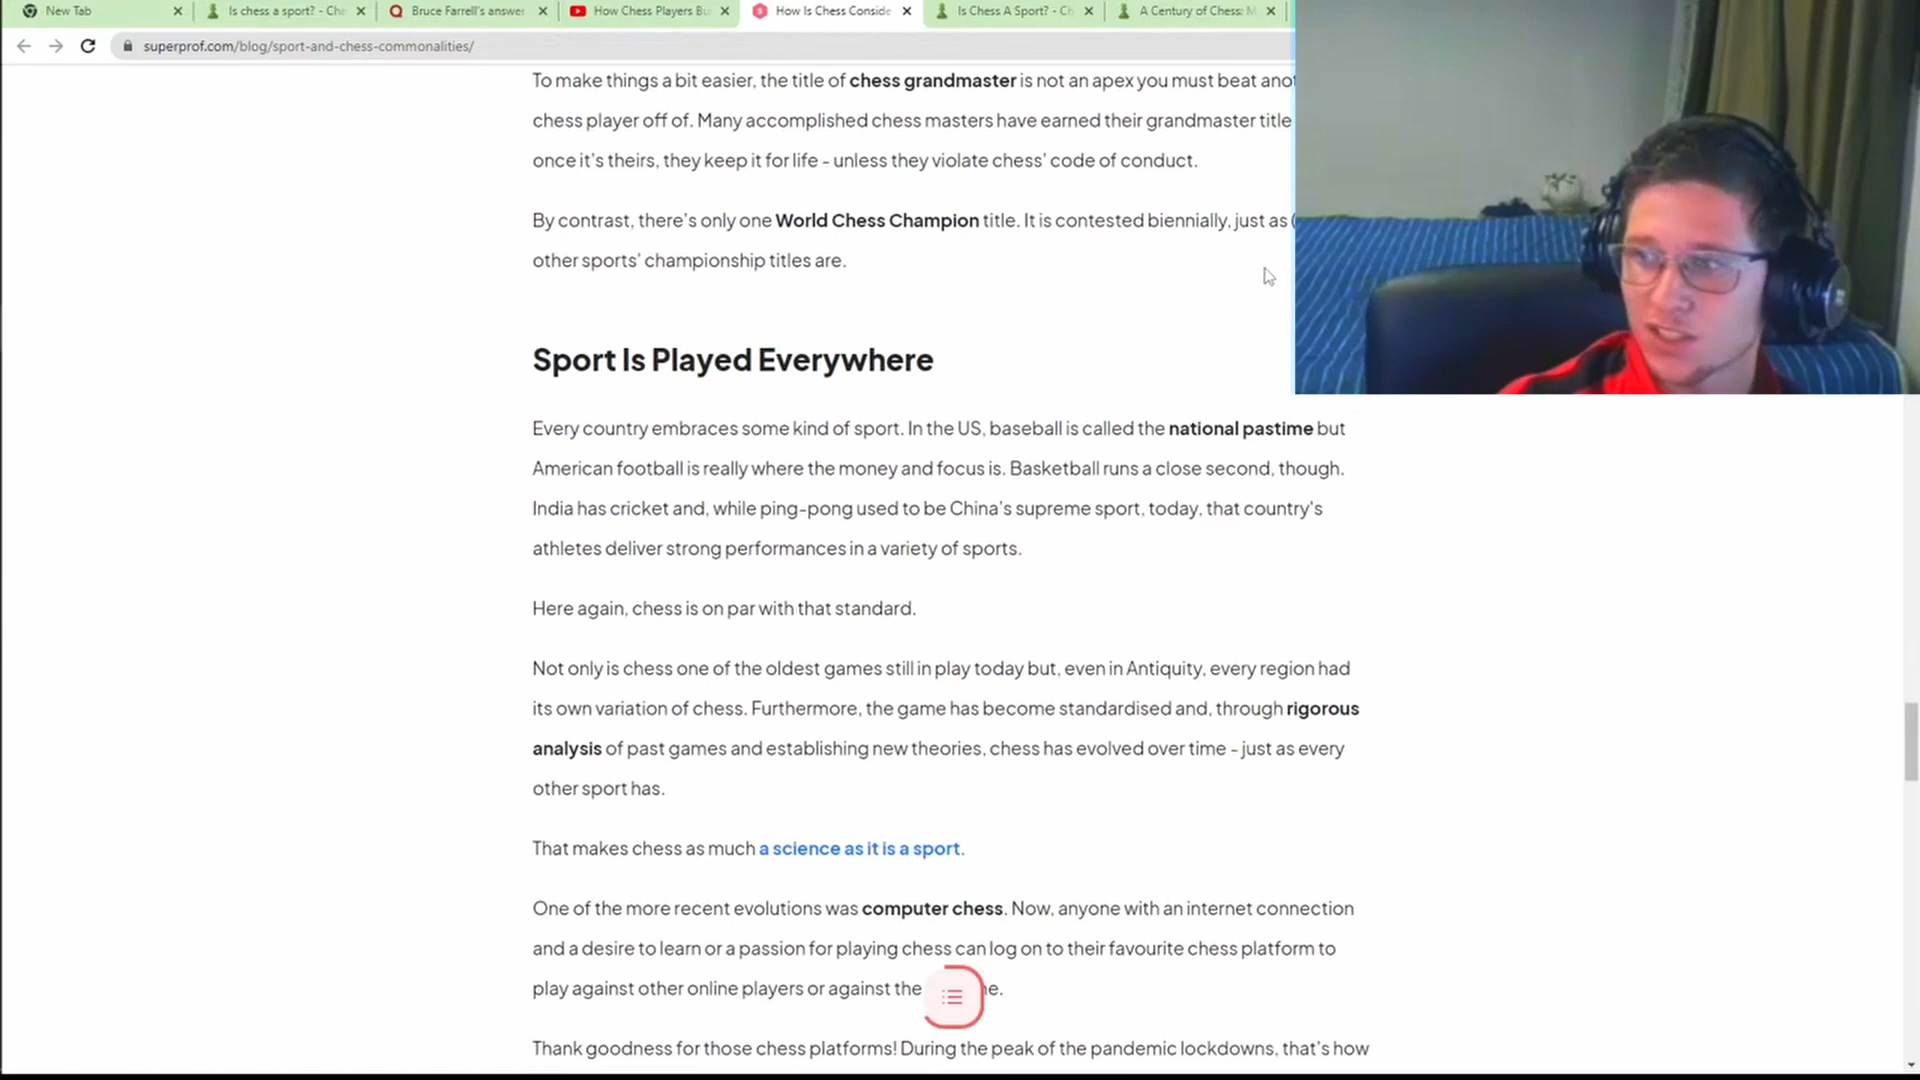 New Tab
Is chess a sport? - Che
Bruce Farrell's answer
How Chess Players Bu
How Is Chess Conside
Is Chess A Sport? - Ch
A Century of Chess: M
superprof.com/blog/sport-and-chess-commonalities/
To make things a bit easier, the title of chess grandmaster is not an apex you must beat ano
chess player off of. Many accomplished chess masters have earned their grandmaster title
once it's theirs, they keep it for life - unless they violate chess' code of conduct.
By contrast, there's only one World Chess Champion title. It is contested biennially, just as (
other sports' championship titles are.
Sport Is Played Everywhere
Every country embraces some kind of sport. In the US, baseball is called the national pastime but
American football is really where the money and focus is. Basketball runs a close second, though.
India has cricket and, while ping-pong used to be China's supreme sport, today, that country's
athletes deliver strong performances in a variety of sports.
Here again, chess is on par with that standard.
Not only is chess one of the oldest games still in play today but, even in Antiquity, every region had
its own variation of chess. Furthermore, the game has become standardised and, through rigorous
analysis of past games and establishing new theories, chess has evolved over time - just as every
other sport has.
That makes chess as much a science as it is a sport.
One of the more recent evolutions was computer chess. Now, anyone with an internet connection
and a desire to learn or a passion for playing chess can log on to their favourite chess platform to
play against other online players or against the ne.
Thank goodness for those chess platforms! During the peak of the pandemic lockdowns, that's how